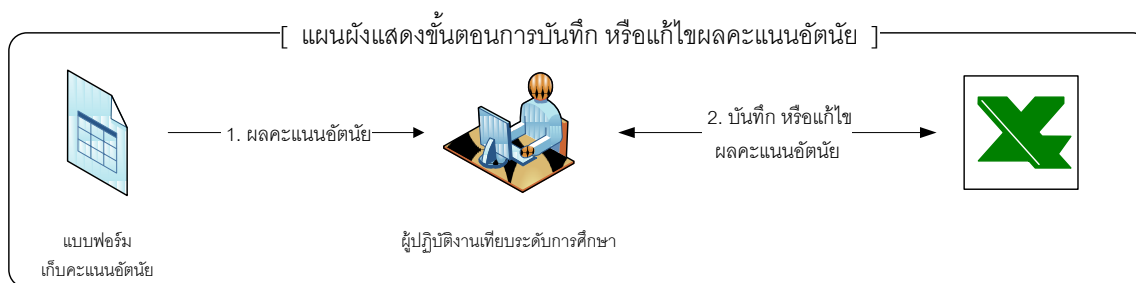 [ แผนผังแสดงขั้นตอนการบันทึก หรือแก้ไขผลคะแนนอัตนัย ]
1. ผลคะแนนอัตนัย
2. บันทึก หรือแก้ไข
ผลคะแนนอัตนัย
แบบฟอร์ม
เก็บคะแนนอัตนัย
ผู้ปฏิบัติงานเทียบระดับการศึกษา